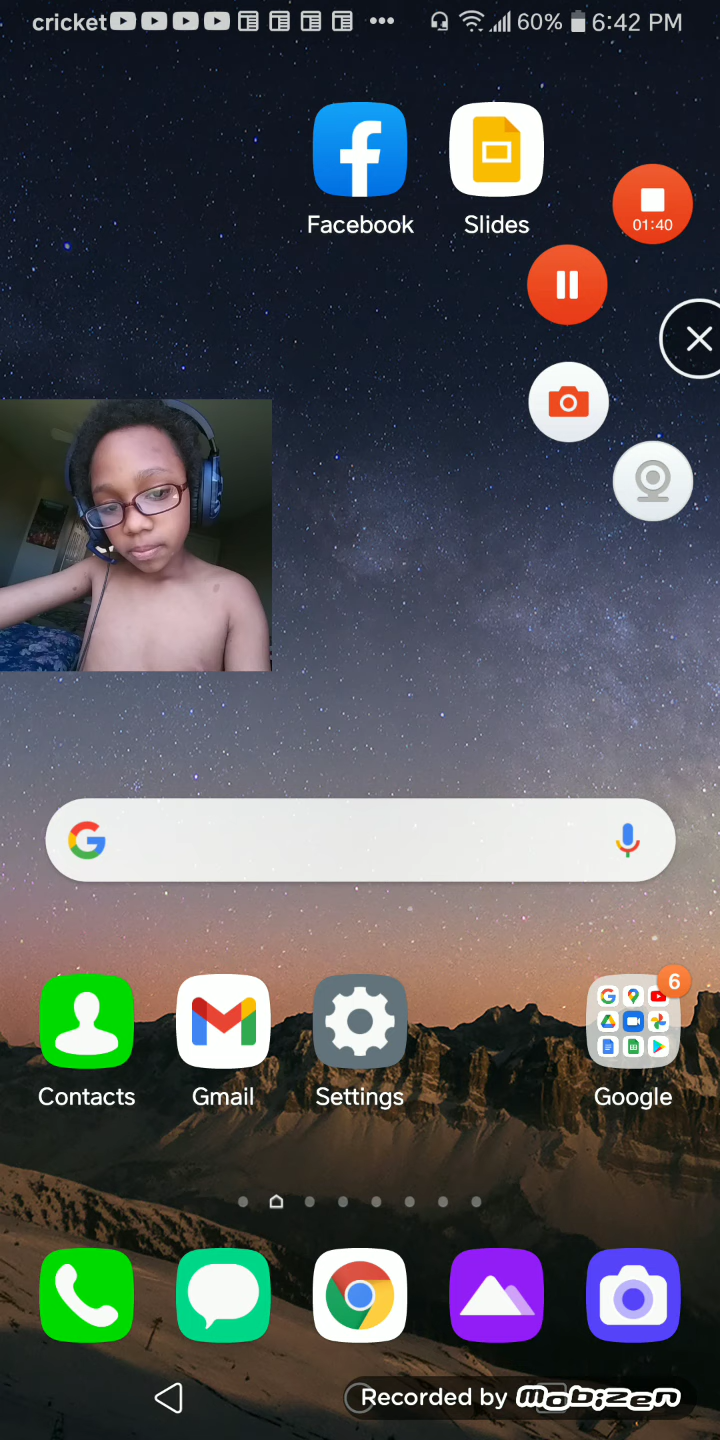 cricket 60% 6:42 PM
Facebook Slides
01:40
6
Contacts Gmail Settings Google
Recorded by mobizen